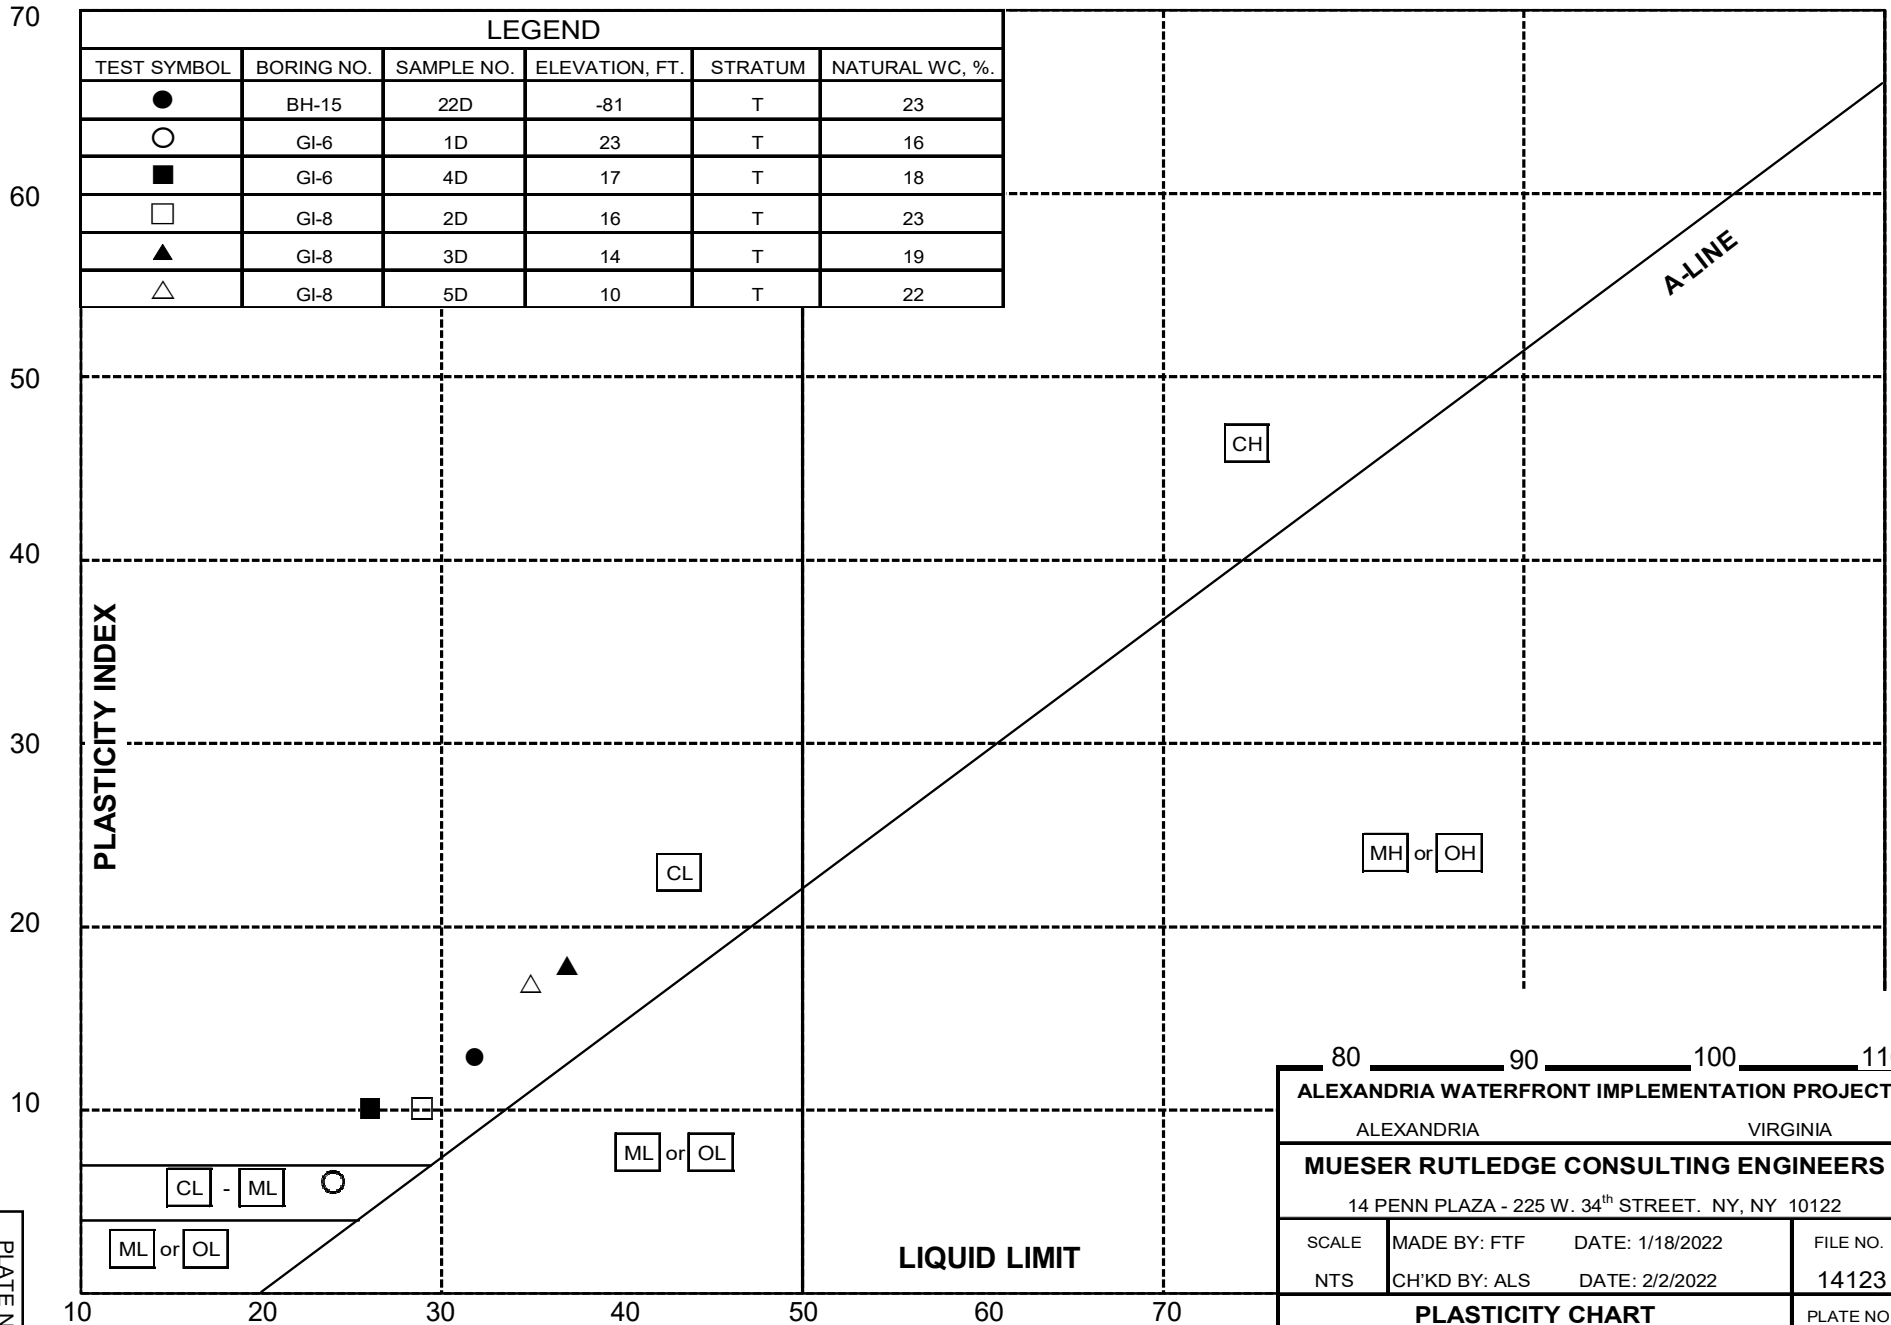 LEGEND
TEST SYMBOL BORING NO. SAMPLE NO. ELEVATION, FT. STRATUM NATURAL WC, %.
BH-15 22D -81 T 23
GI-6 1D 23 T 16
GI-6 4D 17 T 18
GI-8 2D 16 T 23
GI-8 3D 14 T 19
GI-8 5D 10 T 22
70
60
50
40
30
20
10
PLASTICITY INDEX
A-LINE
CH
CL
MH or OH
ML or OL
CL - ML
ML or OL
LIQUID LIMIT
10 20 30 40 50 60 70
80 90 100 11
ALEXANDRIA WATERFRONT IMPLEMENTATION PROJECT
ALEXANDRIA VIRGINIA
MUESER RUTLEDGE CONSULTING ENGINEERS
14 PENN PLAZA - 225 W. 34th STREET. NY, NY 10122
SCALE MADE BY: FTF DATE: 1/18/2022 FILE NO.
NTS CH'KD BY: ALS DATE: 2/2/2022 14123
PLASTICITY CHART PLATE NO
PLATE N